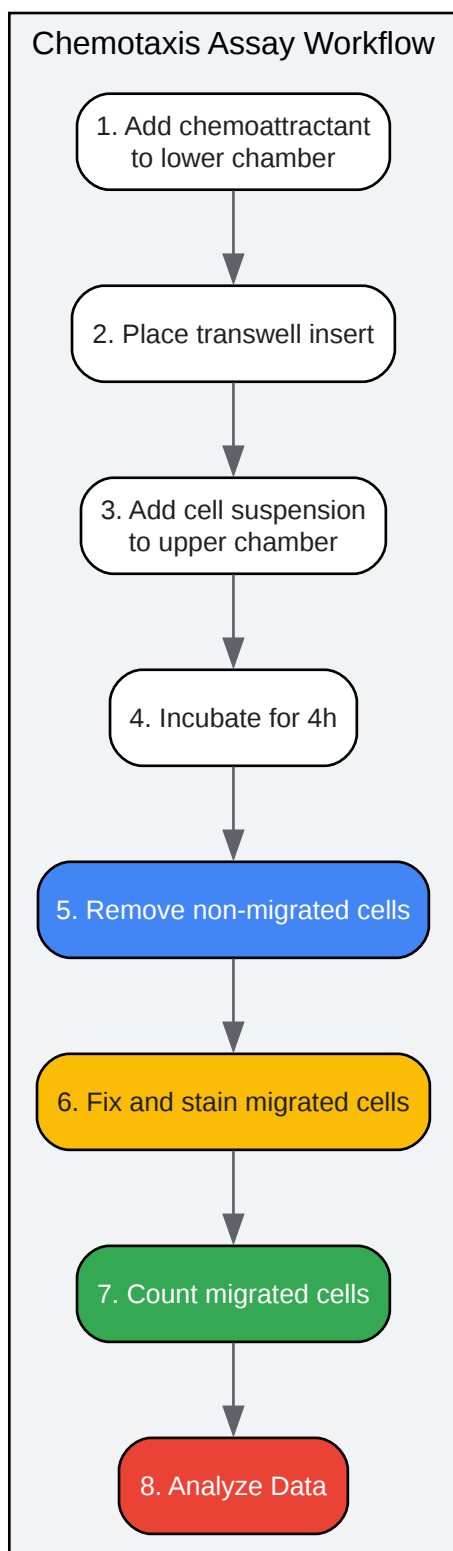 Chemotaxis Assay Workflow
1. Add chemoattractant
to lower chamber
2. Place transwell insert
3. Add cell suspension
to upper chamber
4. Incubate for 4h
5. Remove non-migrated cells
6. Fix and stain migrated cells
7. Count migrated cells
8. Analyze Data